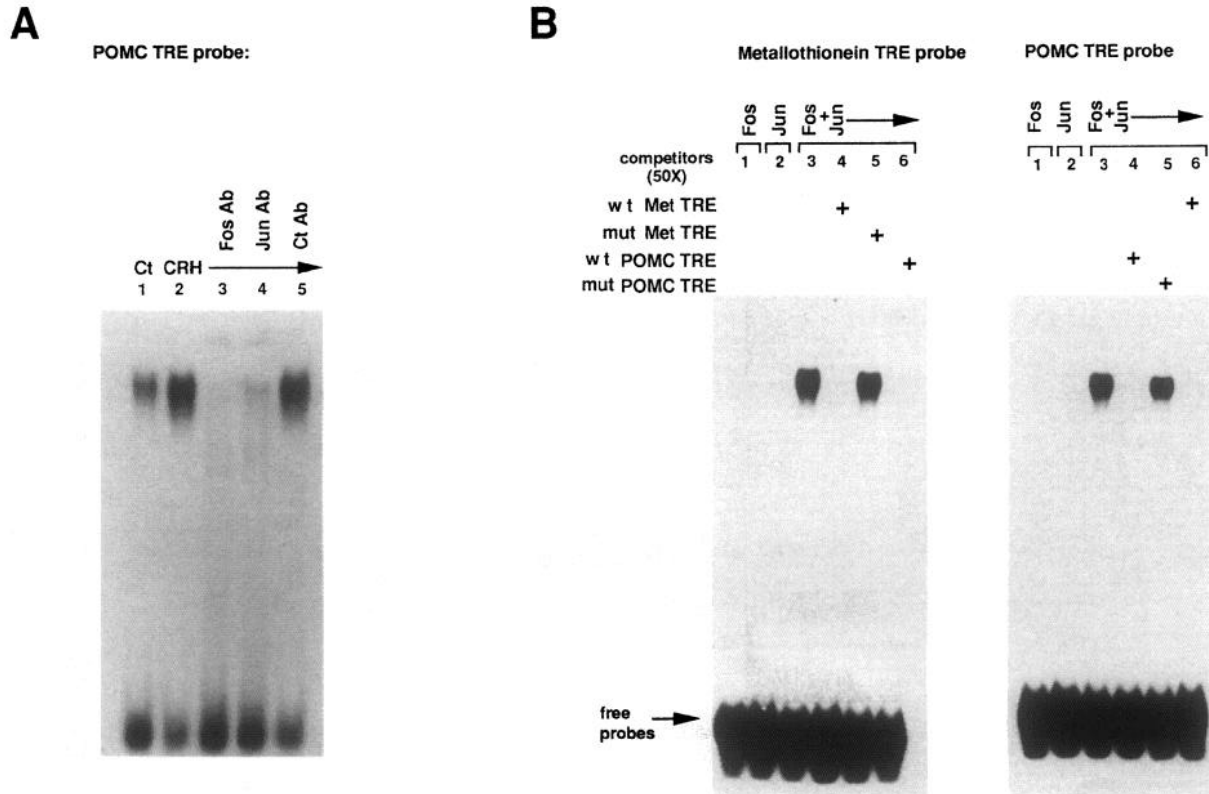 A
POMC TRE probe:
Fos Ab
Jun Ab
Ct Ab
Ct CRH
1 2 3 4 5
B
Metallothionein TRE probe
POMC TRE probe
Fos
Jun
Fos + Jun
Fos
Jun
Fos + Jun
competitors 1 2 3 4 5 6
1 2 3 4 5 6
(50X)
wt Met TRE + +
mut Met TRE +
wt POMC TRE + +
mut POMC TRE +
free
probes